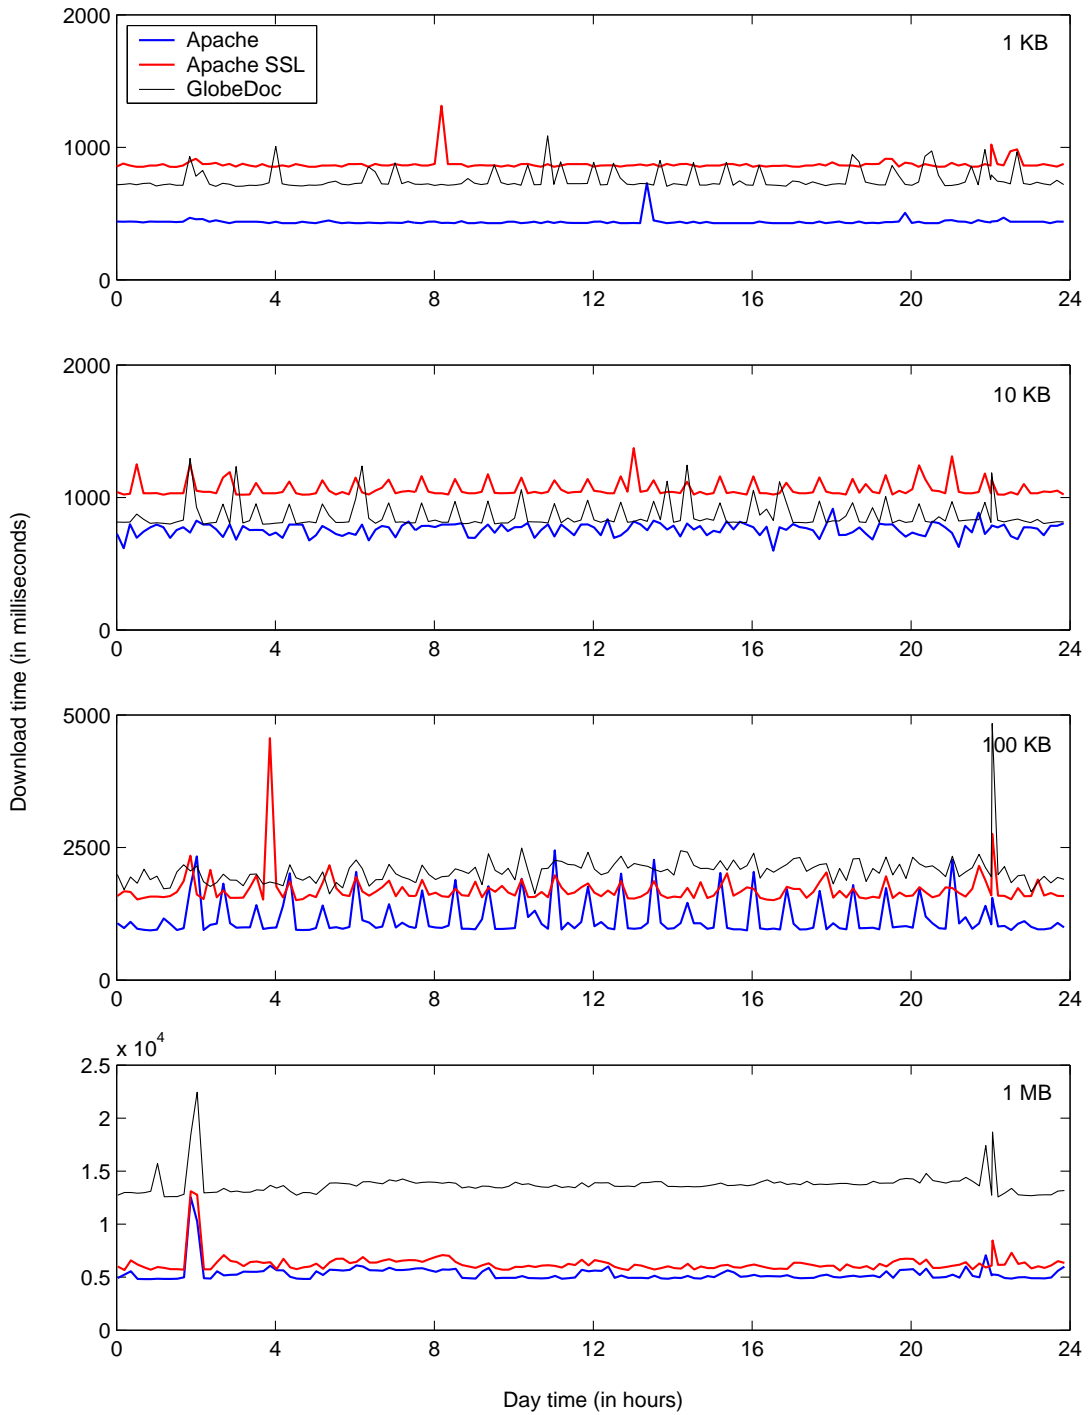 2000
1 KB
Apache
Apache SSL
GlobeDoc
1000
0
0 4 8 12 16 20 24
2000
10 KB
1000
0
0 4 8 12 16 20 24
Download time (in milliseconds)
5000
100 KB
2500
0
0 4 8 12 16 20 24
x 10^4
2.5
1 MB
2
1.5
1
0.5
0
0 4 8 12 16 20 24
Day time (in hours)